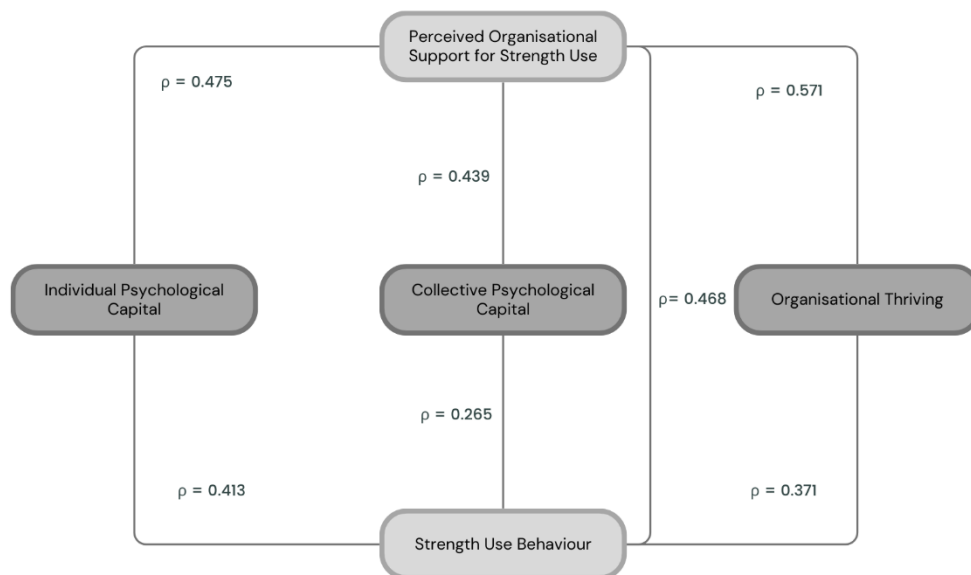 Perceived Organisational
Support for Strength Use
ρ = 0.475
ρ = 0.571
ρ = 0.439
Individual Psychological
Capital
Collective Psychological
Capital
ρ= 0.468
Organisational Thriving
ρ = 0.265
ρ = 0.413
ρ = 0.371
Strength Use Behaviour